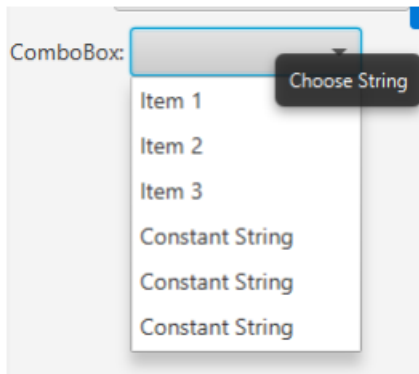 ComboBox:
Choose String
Item 1
Item 2
Item 3
Constant String
Constant String
Constant String